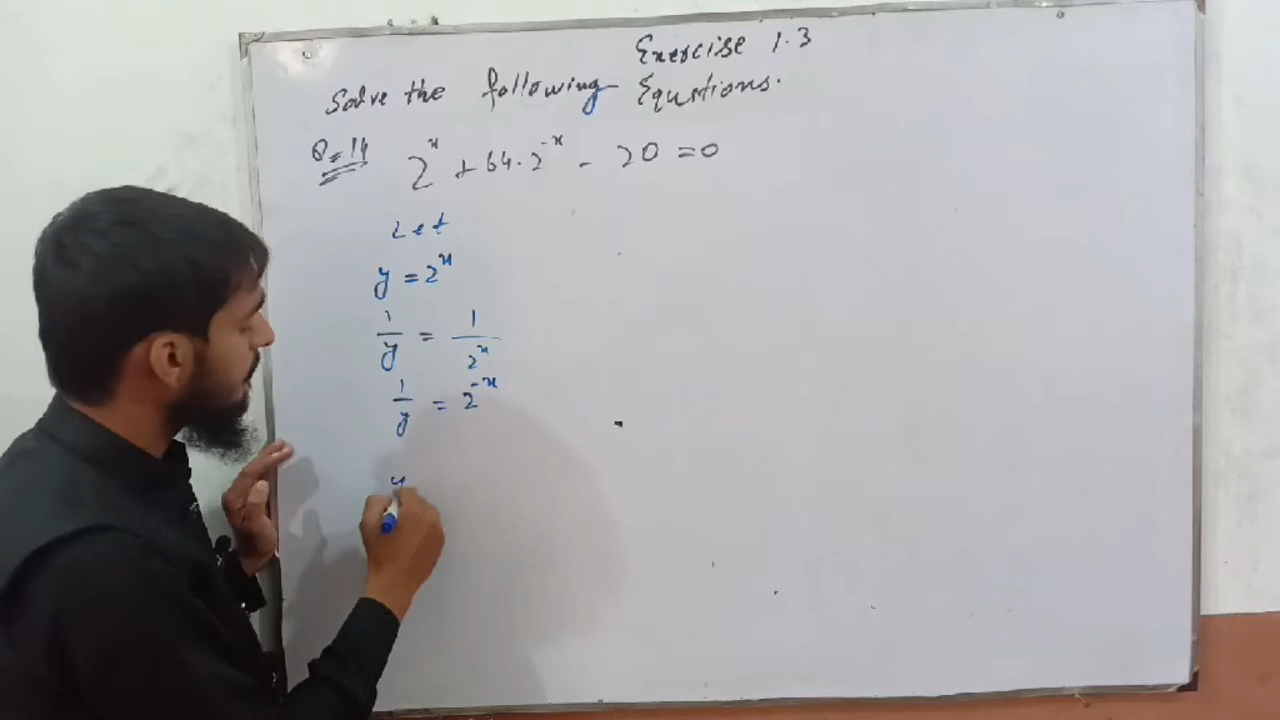 Exercise 1.3
Solve the following Equations.
Q=14 2^x + 64·2^-x - 20 = 0
Let
y = 2^x
1/y = 1/2^x
1/y = 2^-x
y